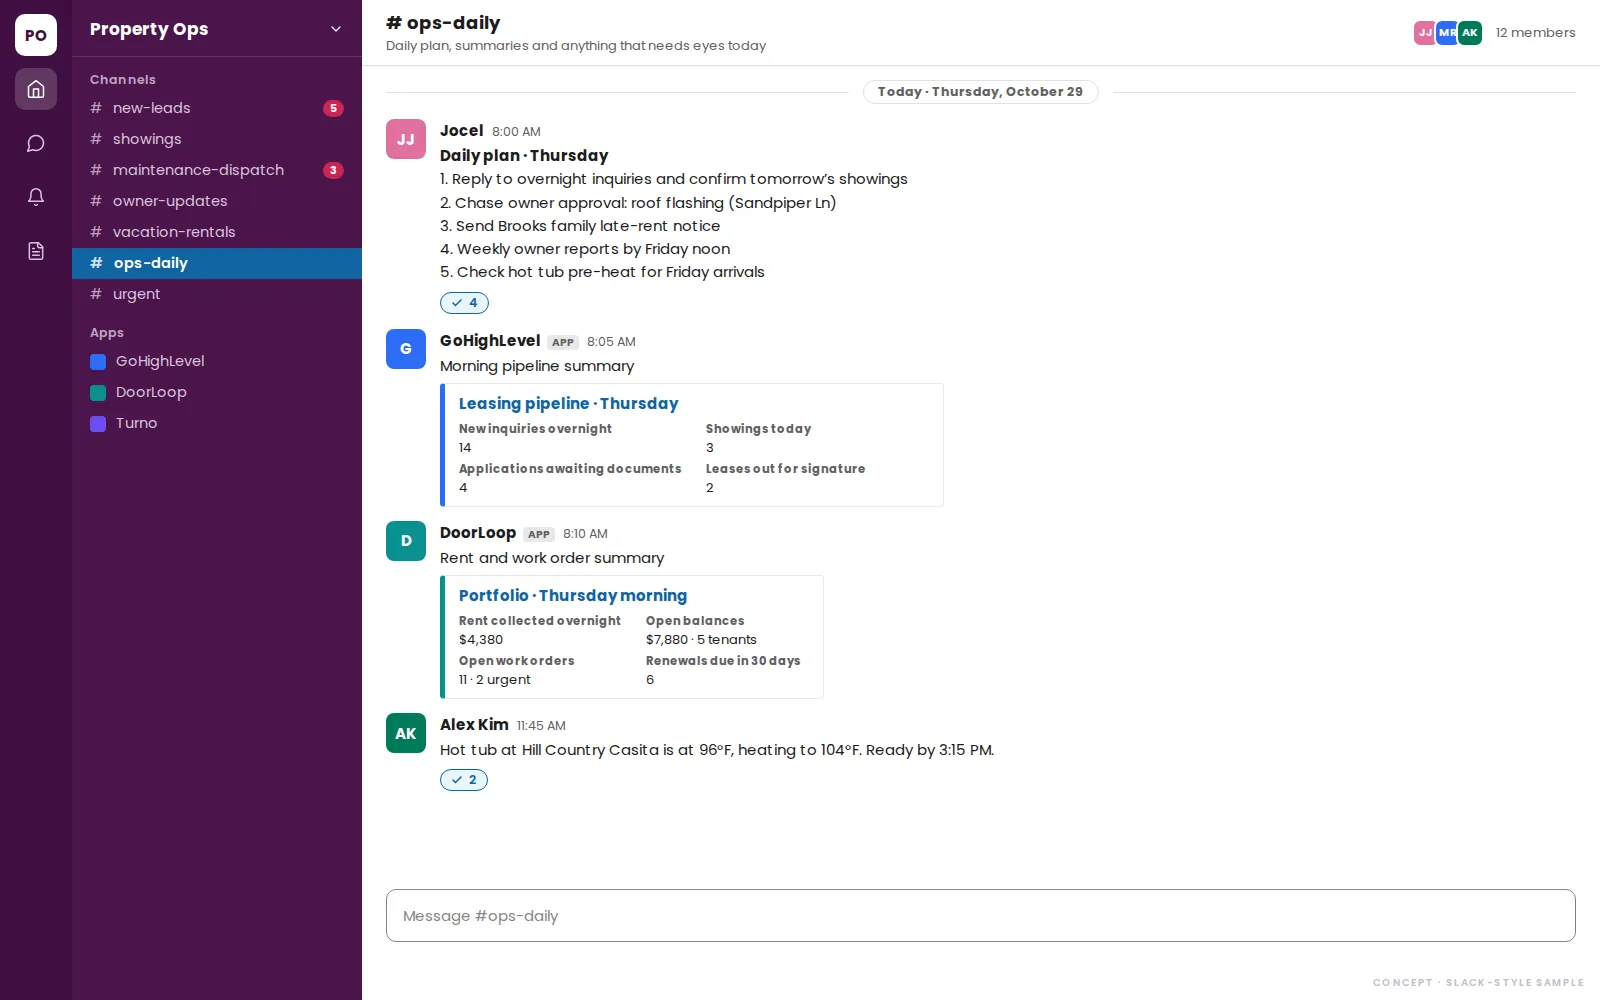 PO
Property Ops
Channels
# new-leads 5
# showings
# maintenance-dispatch 3
# owner-updates
# vacation-rentals
# ops-daily
# urgent
Apps
GoHighLevel
DoorLoop
Turno
# ops-daily
Daily plan, summaries and anything that needs eyes today
JJ MR AK 12 members
Today · Thursday, October 29
JJ
Jocel 8:00 AM
Daily plan · Thursday
1. Reply to overnight inquiries and confirm tomorrow’s showings
2. Chase owner approval: roof flashing (Sandpiper Ln)
3. Send Brooks family late-rent notice
4. Weekly owner reports by Friday noon
5. Check hot tub pre-heat for Friday arrivals
4
G
GoHighLevel APP 8:05 AM
Morning pipeline summary
Leasing pipeline · Thursday
New inquiries overnight Showings today
14 3
Applications awaiting documents Leases out for signature
4 2
D
DoorLoop APP 8:10 AM
Rent and work order summary
Portfolio · Thursday morning
Rent collected overnight Open balances
$4,380 $7,880 · 5 tenants
Open work orders Renewals due in 30 days
11 · 2 urgent 6
AK
Alex Kim 11:45 AM
Hot tub at Hill Country Casita is at 96°F, heating to 104°F. Ready by 3:15 PM.
2
Message #ops-daily
CONCEPT · SLACK-STYLE SAMPLE